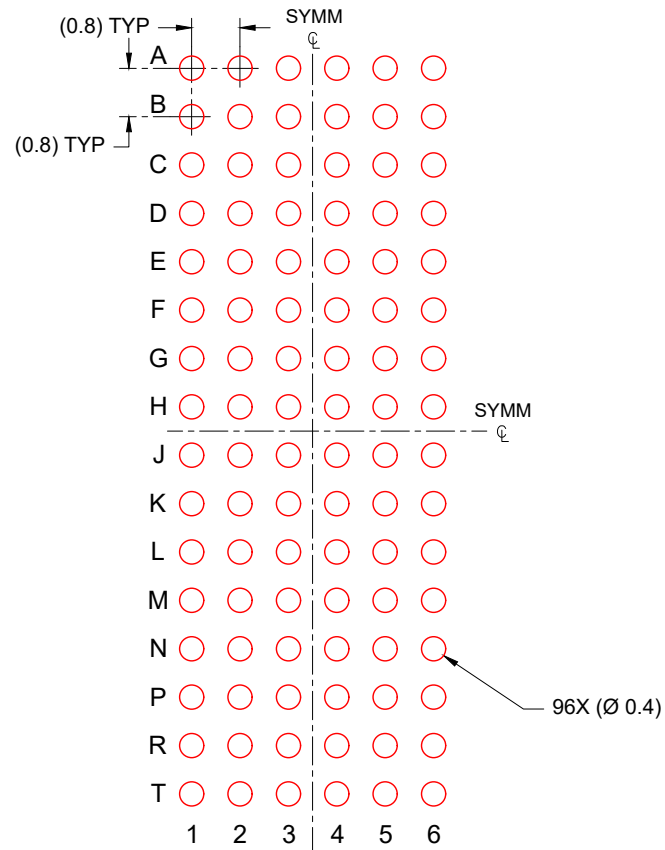 (0.8) TYP
SYMM
℄
A
B
(0.8) TYP
C
D
E
F
G
H
SYMM
℄
J
K
L
M
N
P
96X (Ø 0.4)
R
T
1 2 3 4 5 6